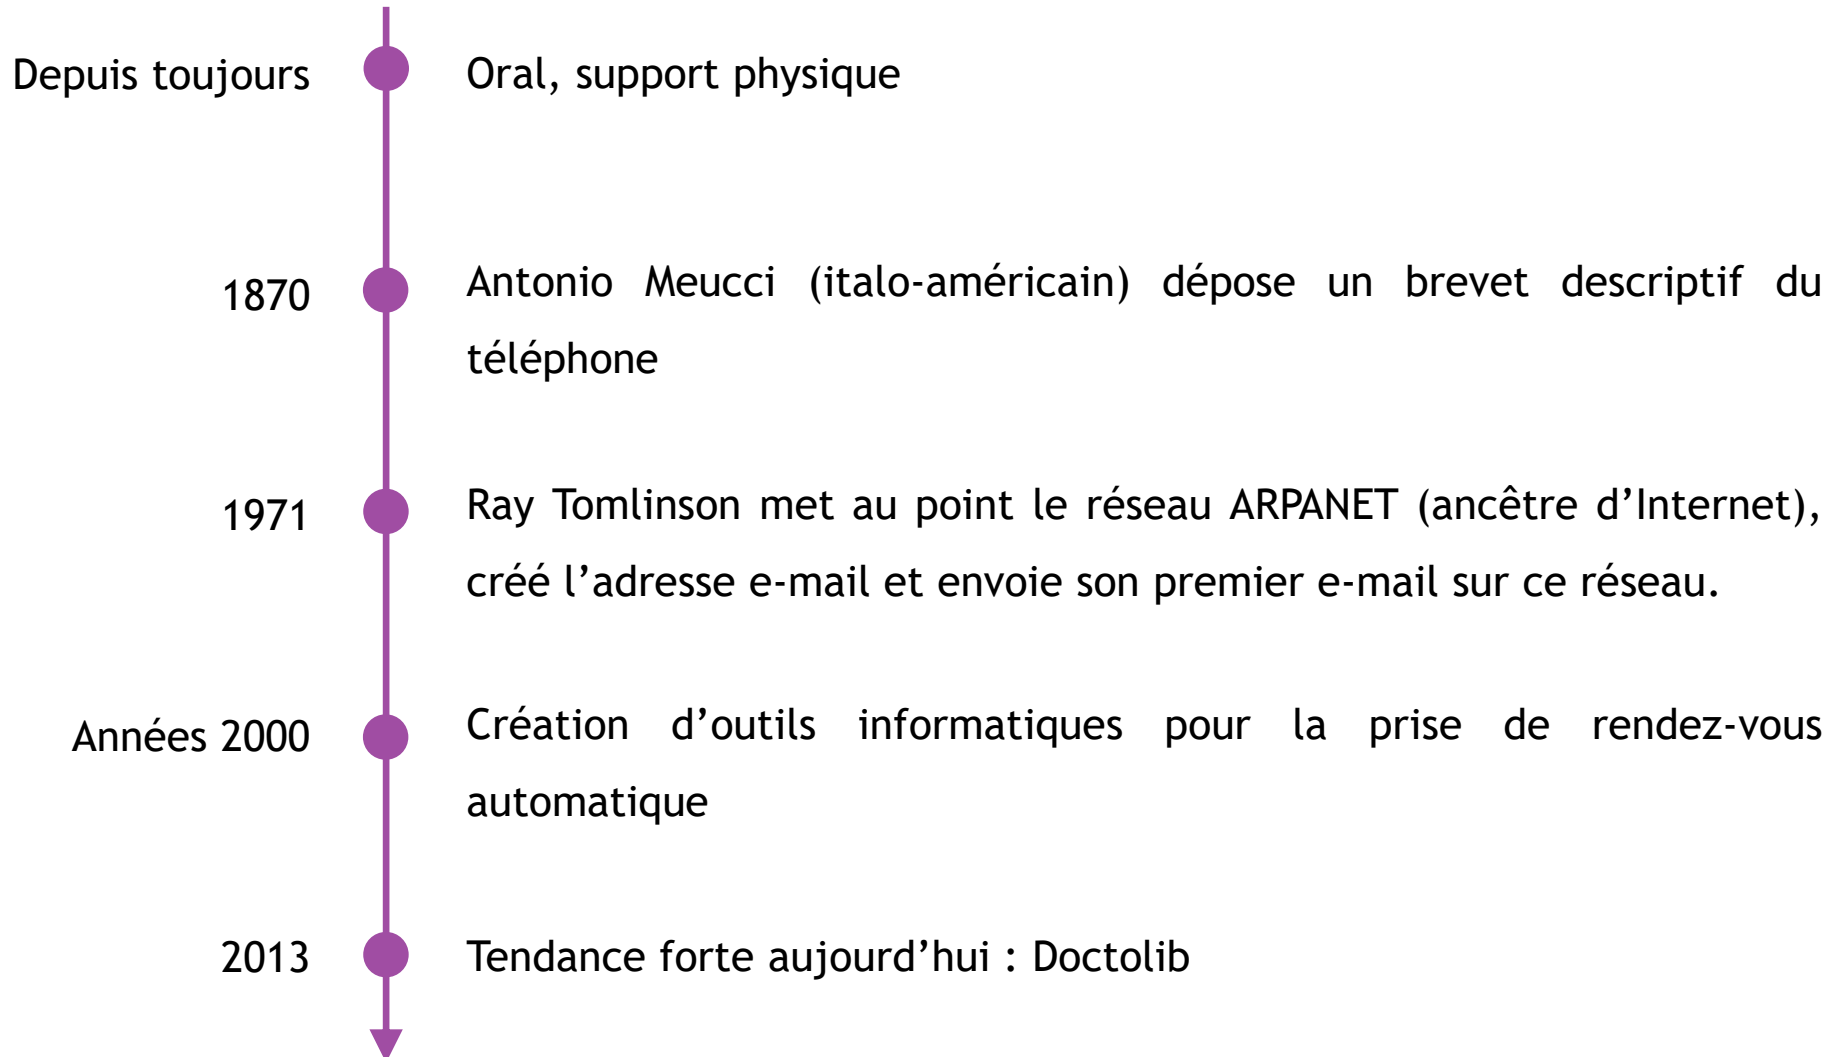 Depuis toujours
Oral, support physique
1870
Antonio Meucci (italo-américain) dépose un brevet descriptif du
téléphone
1971
Ray Tomlinson met au point le réseau ARPANET (ancêtre d’Internet),
créé l’adresse e-mail et envoie son premier e-mail sur ce réseau.
Années 2000
Création d’outils informatiques pour la prise de rendez-vous
automatique
2013
Tendance forte aujourd’hui : Doctolib